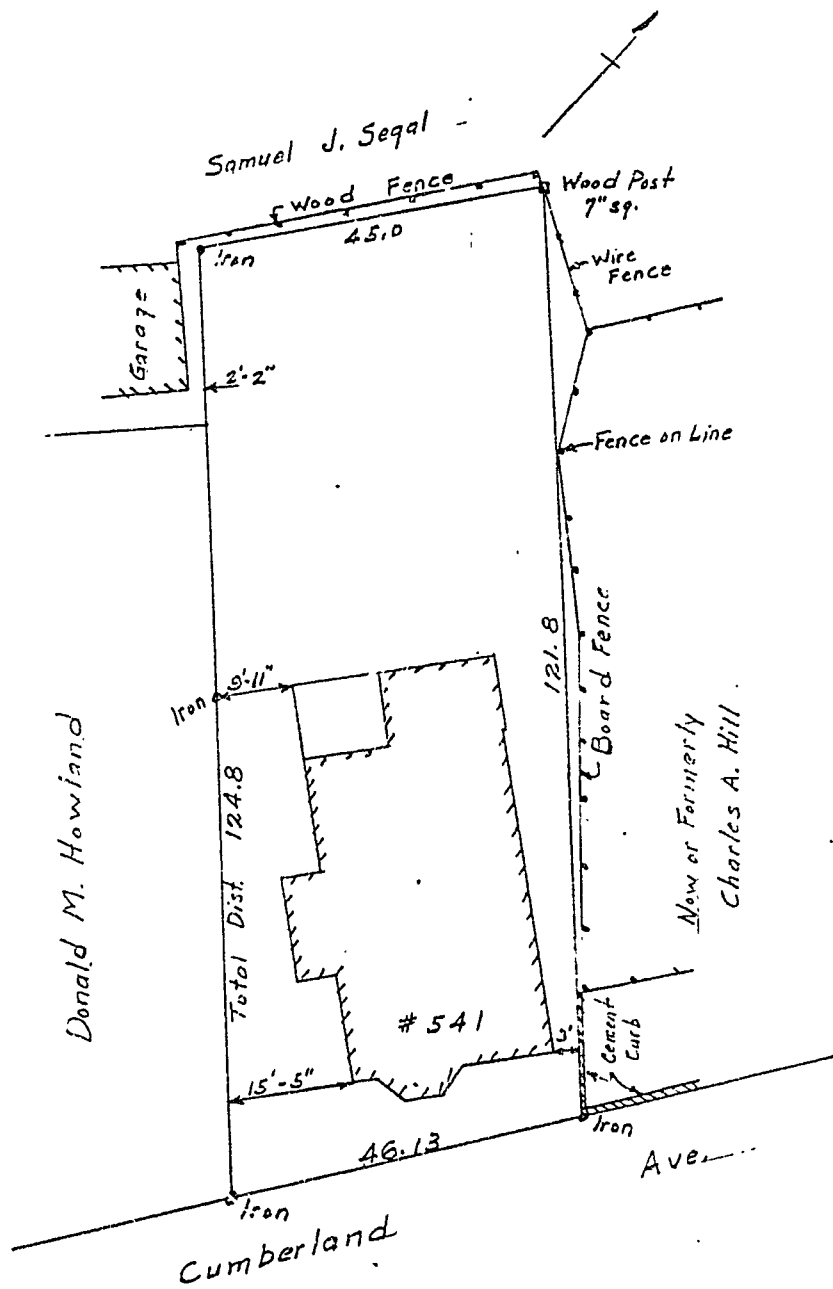 Samuel J. Segal
Wood Fence
Wood Post
7" sq.
45.0
Iron
Wire
Fence
Garage
2'-2"
Fence on Line
121.8
Board Fence
9'-11"
Iron
Donald M. Howland
Total Dist. 124.8
Now or Formerly
Charles A. Hill.
# 541
Cement
Curb
15'-5"
Iron
46.13
Ave.
Iron
Cumberland